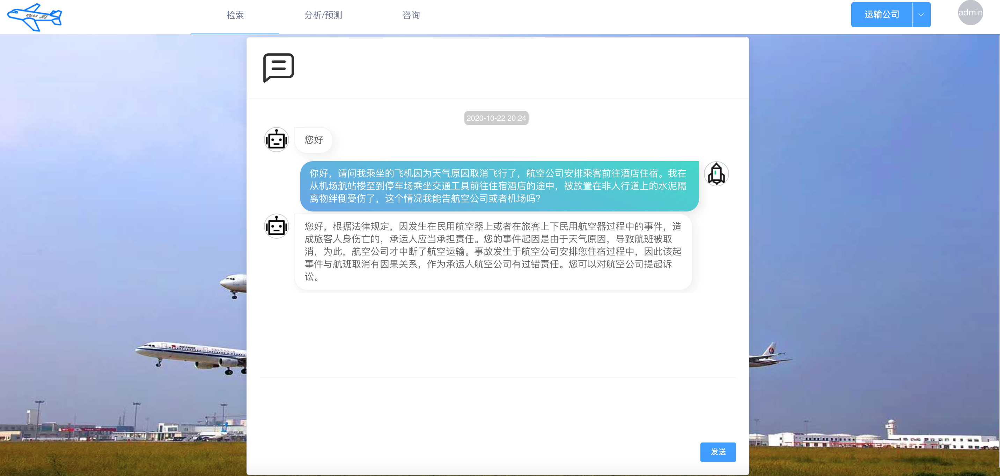 NUAA
检索
分析/预测
咨询
运输公司
admin
2020-10-22 20:24
您好
你好，请问我乘坐的飞机因为天气原因取消飞行了，航空公司安排乘客前往酒店住宿。我在
从机场航站楼至到停车场乘坐交通工具前往住宿酒店的途中，被放置在非人行道上的水泥隔
离物绊倒受伤了，这个情况我能告航空公司或者机场吗?
您好，根据法律规定，因发生在民用航空器上或者在旅客上下民用航空器过程中的事件，造
成旅客人身伤亡的，承运人应当承担责任。您的事件起因是由于天气原因，导致航班被取
消，为此，航空公司才中断了航空运输。事故发生于航空公司安排您住宿过程中，因此该起
事件与航班取消有因果关系，作为承运人航空公司有过错责任。您可以对航空公司提起诉
讼。
发送